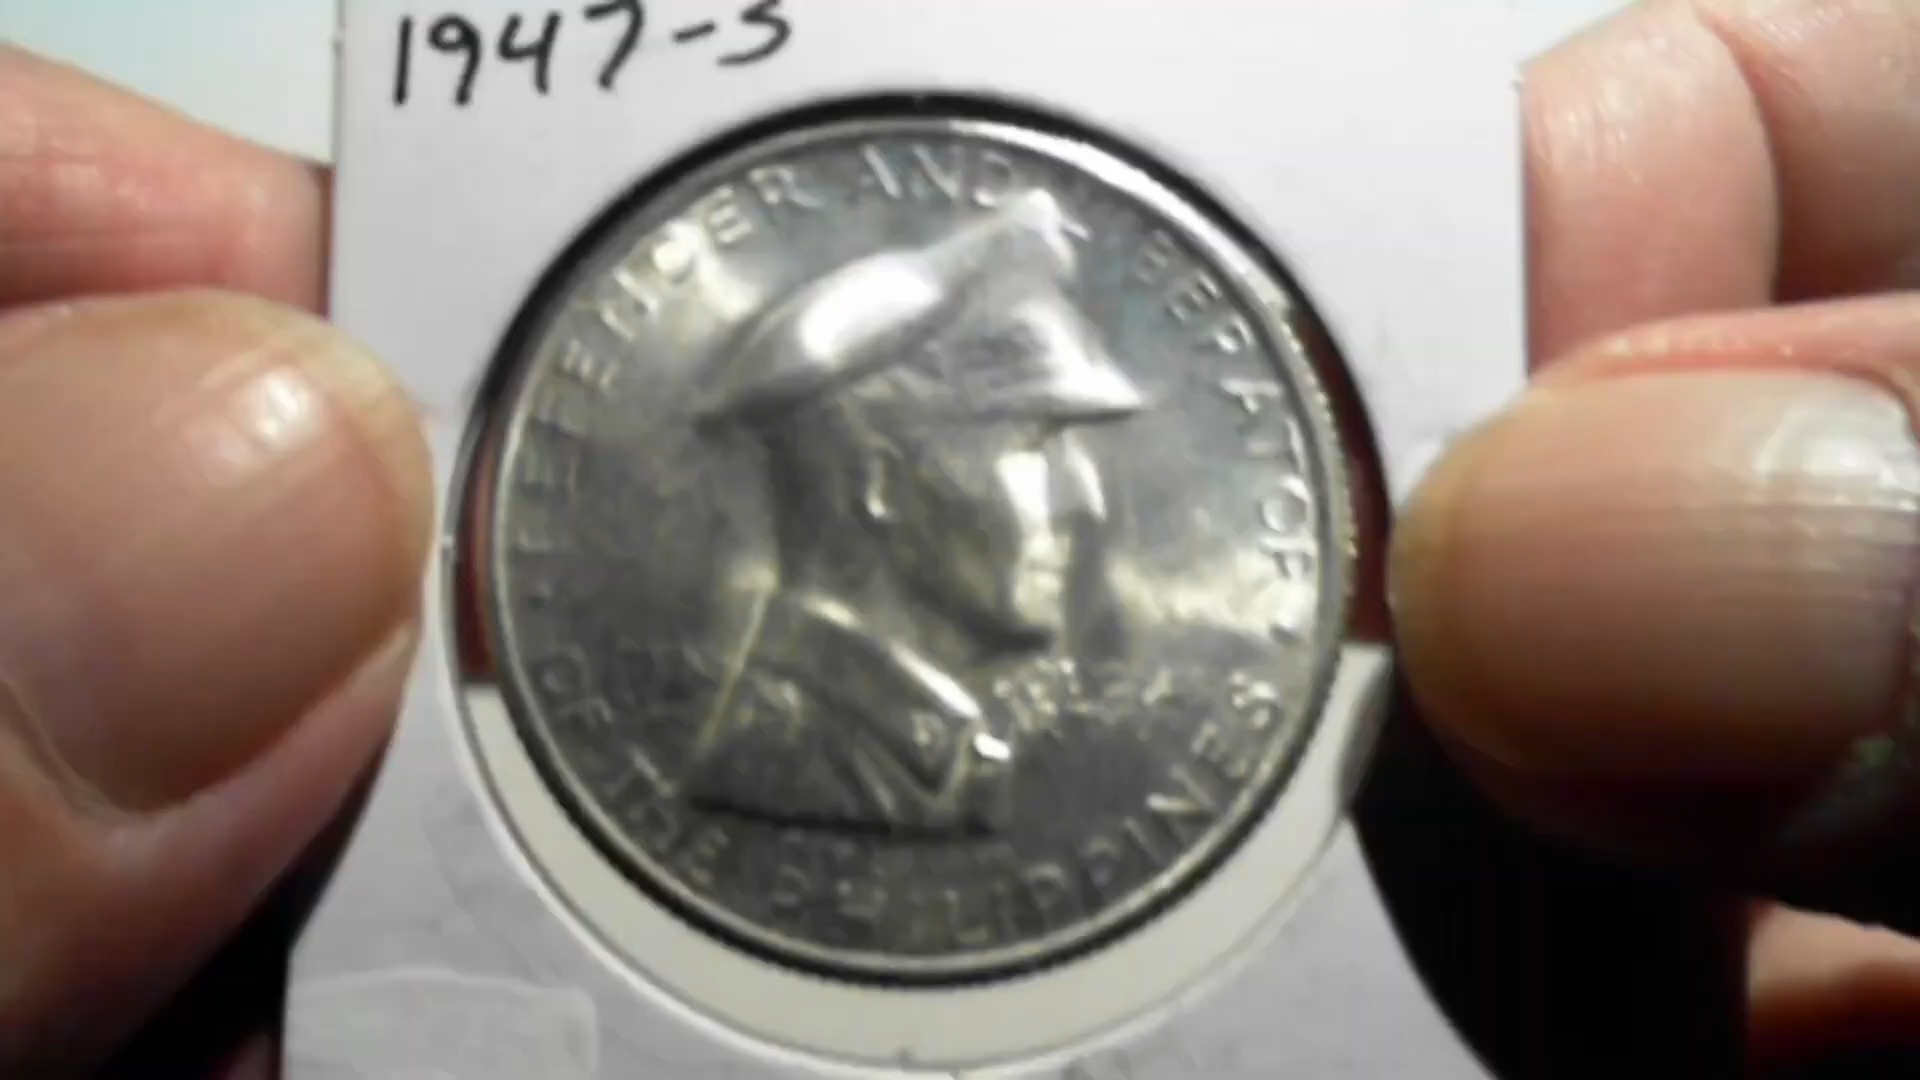 1947-S
DEFENDER AND LIBERATOR
OF THE PHILIPPINES